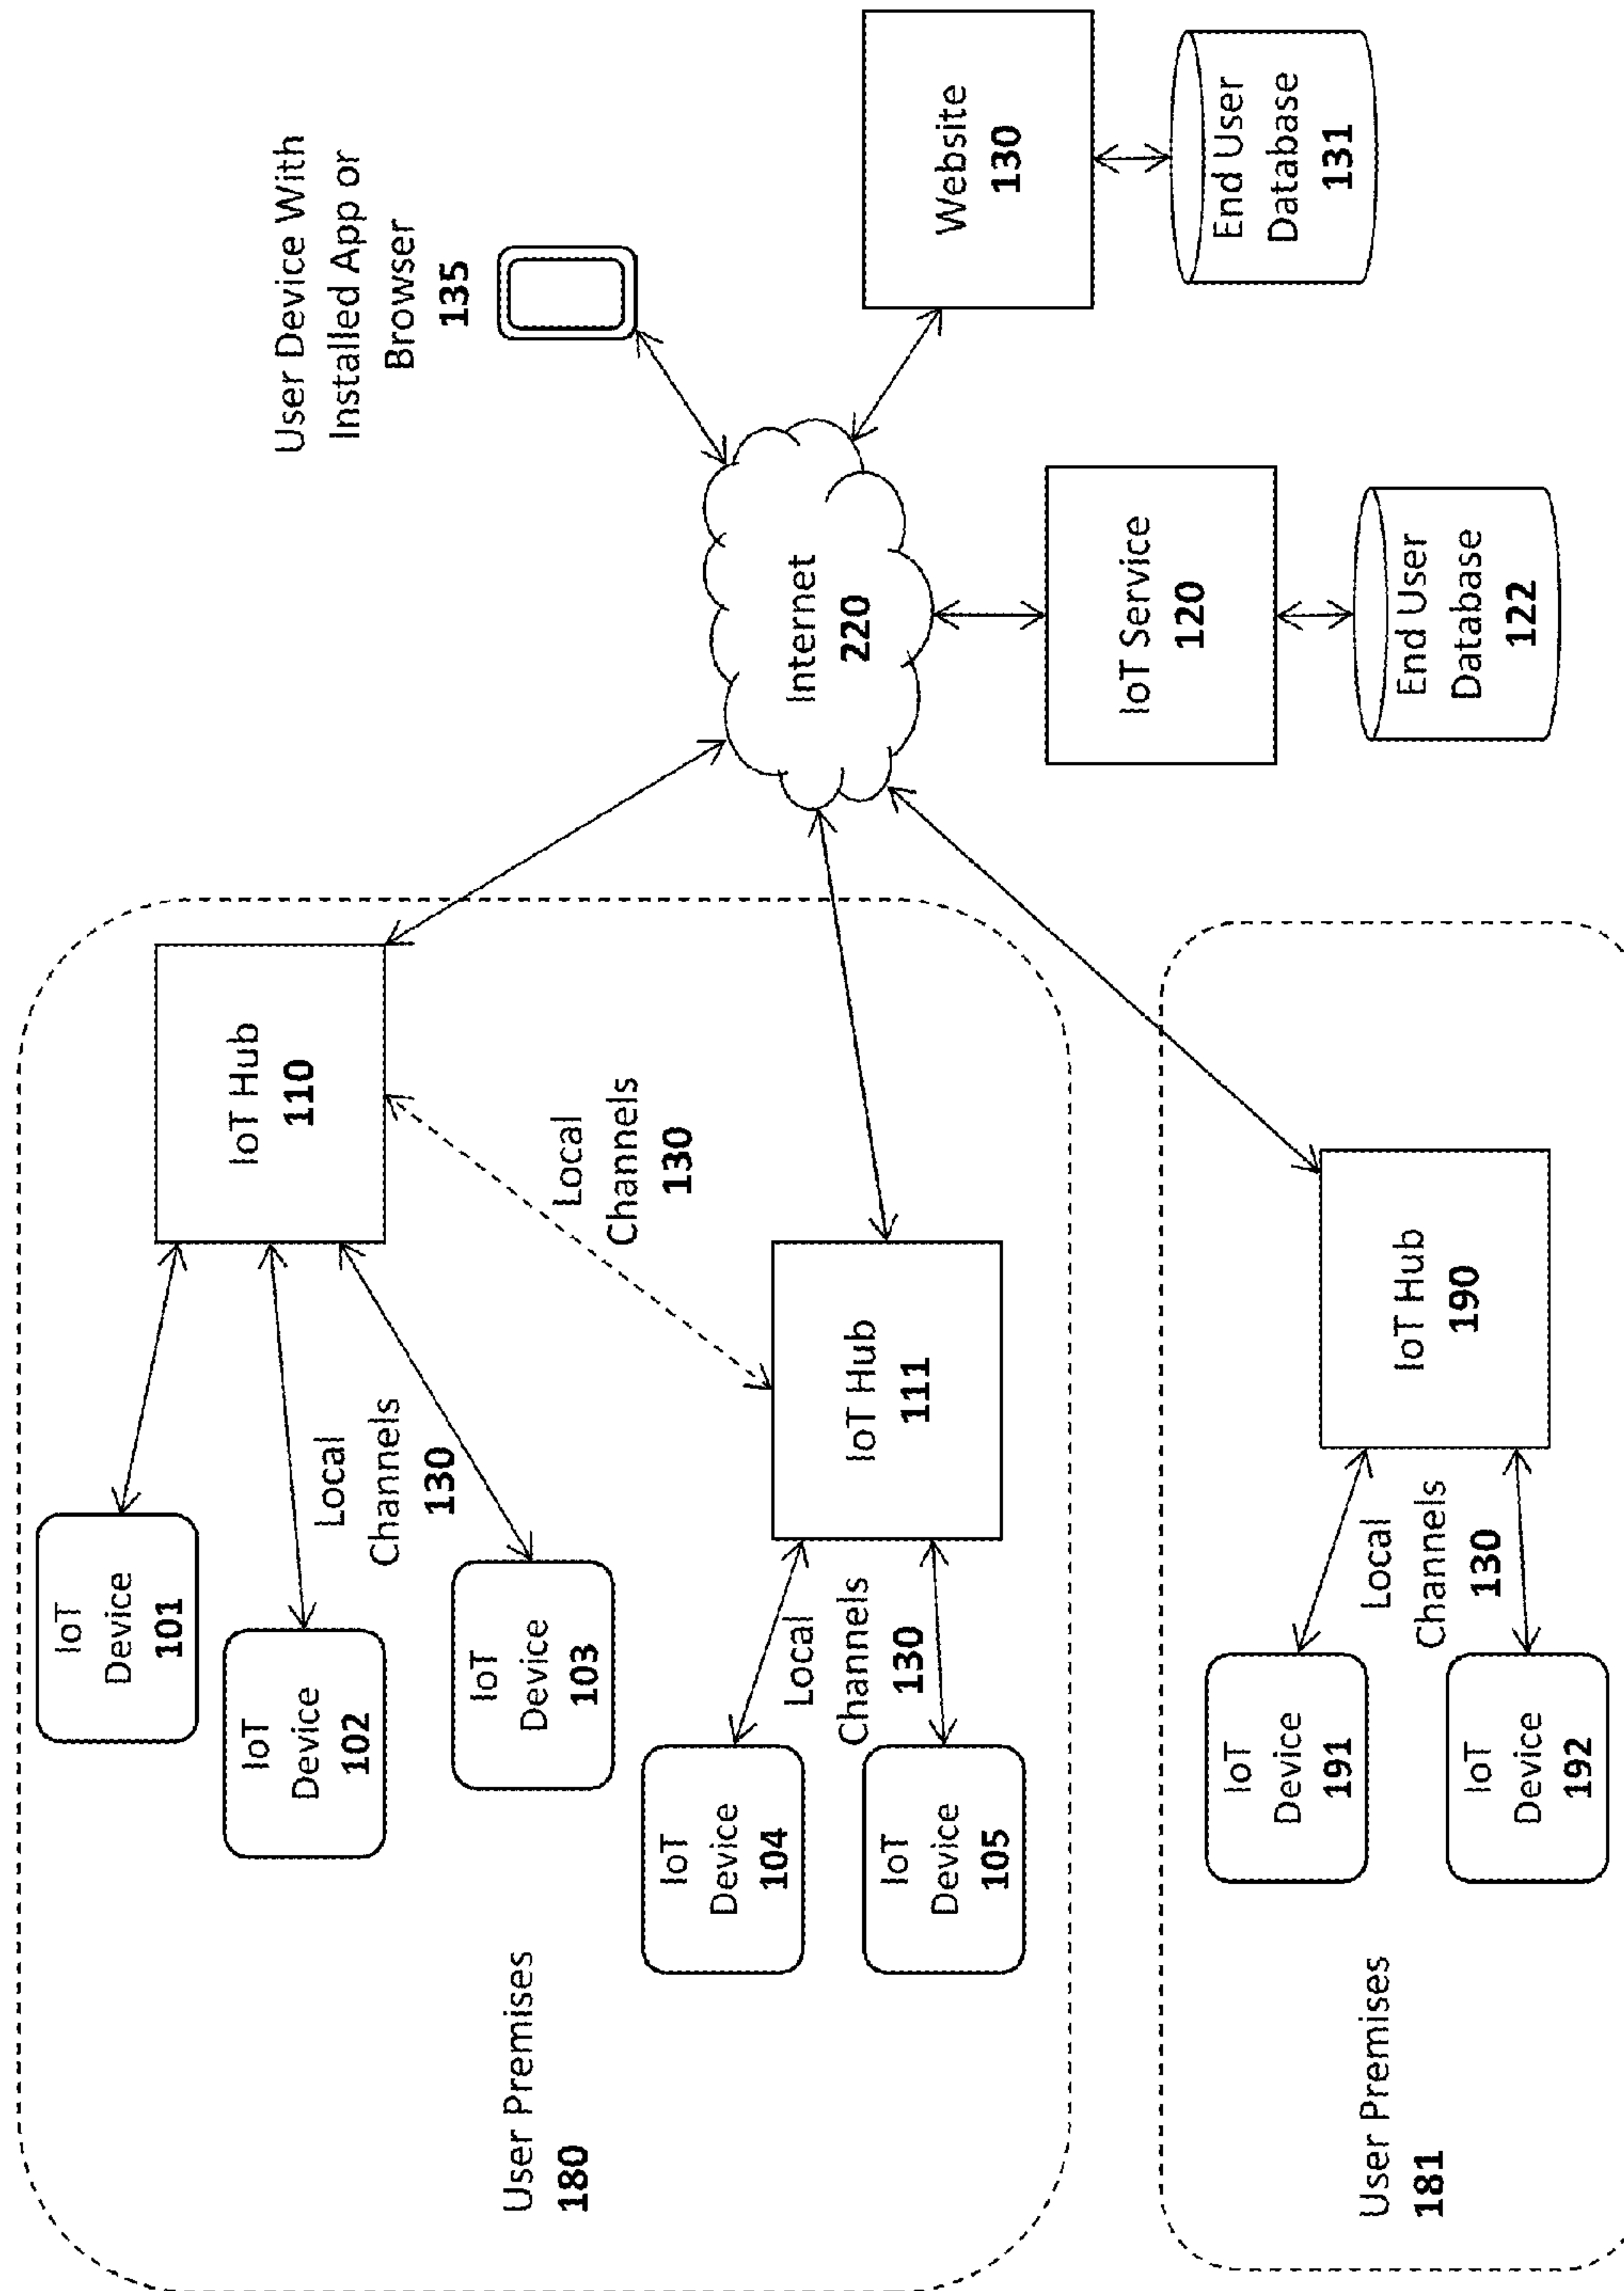 User Premises
180
IoT
Device
101
IoT
Device
102
IoT
Device
103
IoT
Device
104
IoT
Device
105
Local
Channels
130
Local
Channels
130
IoT Hub
110
Local
Channels
130
IoT Hub
111
User Premises
181
IoT
Device
191
IoT
Device
192
Local
Channels
130
IoT Hub
190
Internet
220
User Device With
Installed App or
Browser
135
IoT Service
120
End User
Database
122
Website
130
End User
Database
131